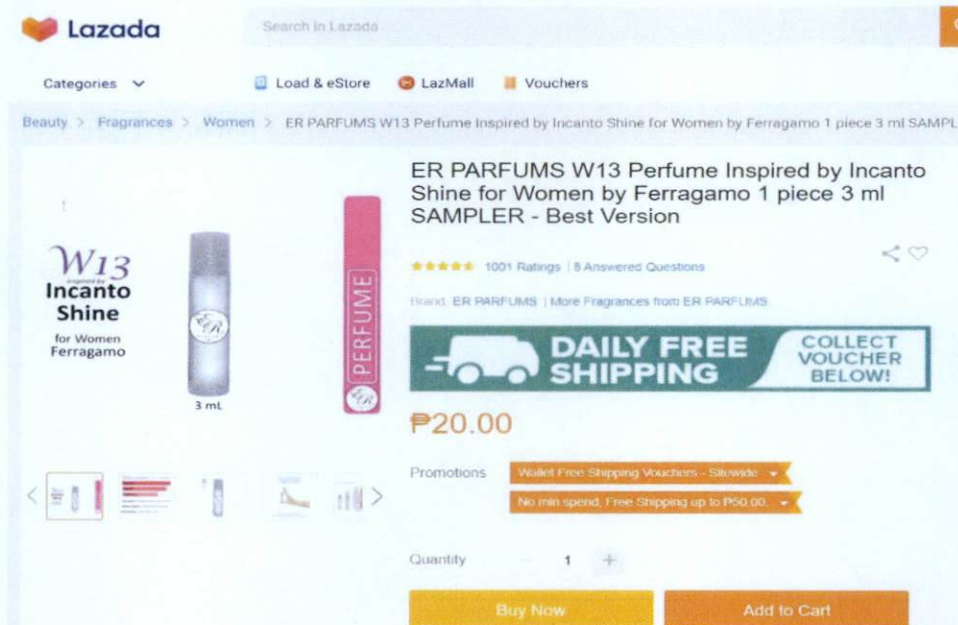 Lazada
Search in Lazada
Categories
Load & eStore
LazMall
Vouchers
Beauty > Fragrances > Women > ER PARFUMS W13 Perfume Inspired by Incanto Shine for Women by Ferragamo 1 piece 3 ml SAMPL
ER PARFUMS W13 Perfume Inspired by Incanto
Shine for Women by Ferragamo 1 piece 3 ml
SAMPLER - Best Version
1001 Ratings | 8 Answered Questions
Brand: ER PARFUMS | More Fragrances from ER PARFUMS
W13
inspired by
Incanto
Shine
for Women
Ferragamo
ER
3 mL
PERFUME
ER
DAILY FREE
SHIPPING
COLLECT
VOUCHER
BELOW!
₱20.00
Promotions
Wallet Free Shipping Vouchers - Sitewide
No min spend, Free Shipping up to ₱50.00.
Quantity
1
+
Buy Now
Add to Cart